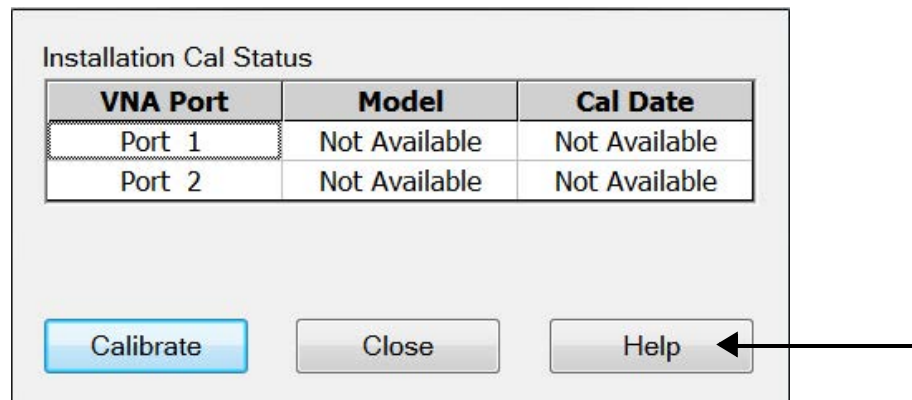 Installation Cal Status
VNA Port Model Cal Date
Port 1 Not Available Not Available
Port 2 Not Available Not Available
Calibrate Close Help